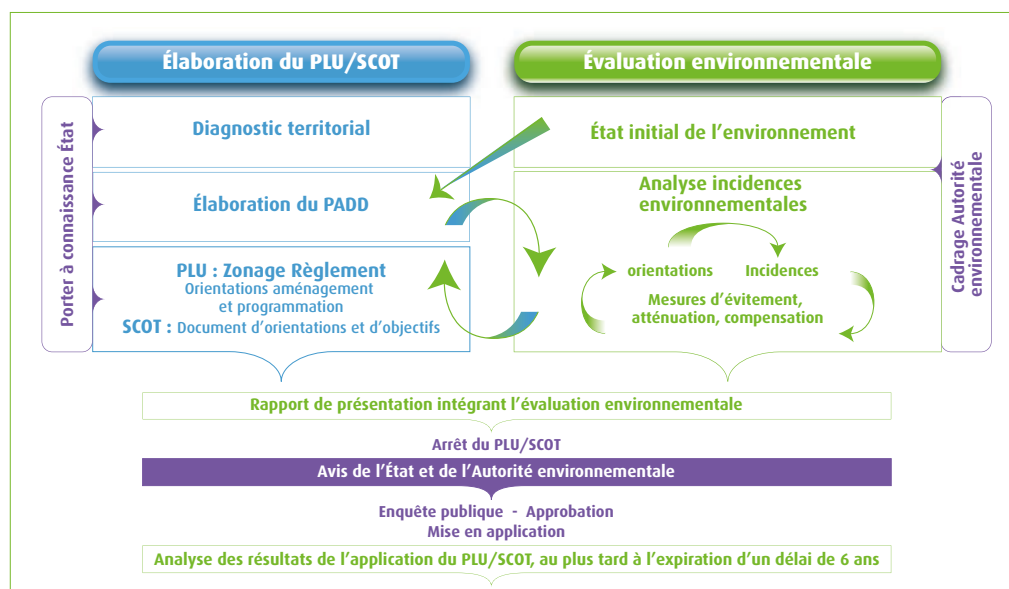 Élaboration du PLU/SCOT
Évaluation environnementale
Porter à connaissance État
Diagnostic territorial
Élaboration du PADD
PLU : Zonage Règlement
Orientations aménagement
et programmation
SCOT : Document d’orientations et d’objectifs
État initial de l’environnement
Analyse incidences
environnementales
orientations
Incidences
Mesures d’évitement,
atténuation, compensation
Cadrage Autorité
environnementale
Rapport de présentation intégrant l’évaluation environnementale
Arrêt du PLU/SCOT
Avis de l’État et de l’Autorité environnementale
Enquête publique - Approbation
Mise en application
Analyse des résultats de l’application du PLU/SCOT, au plus tard à l’expiration d’un délai de 6 ans